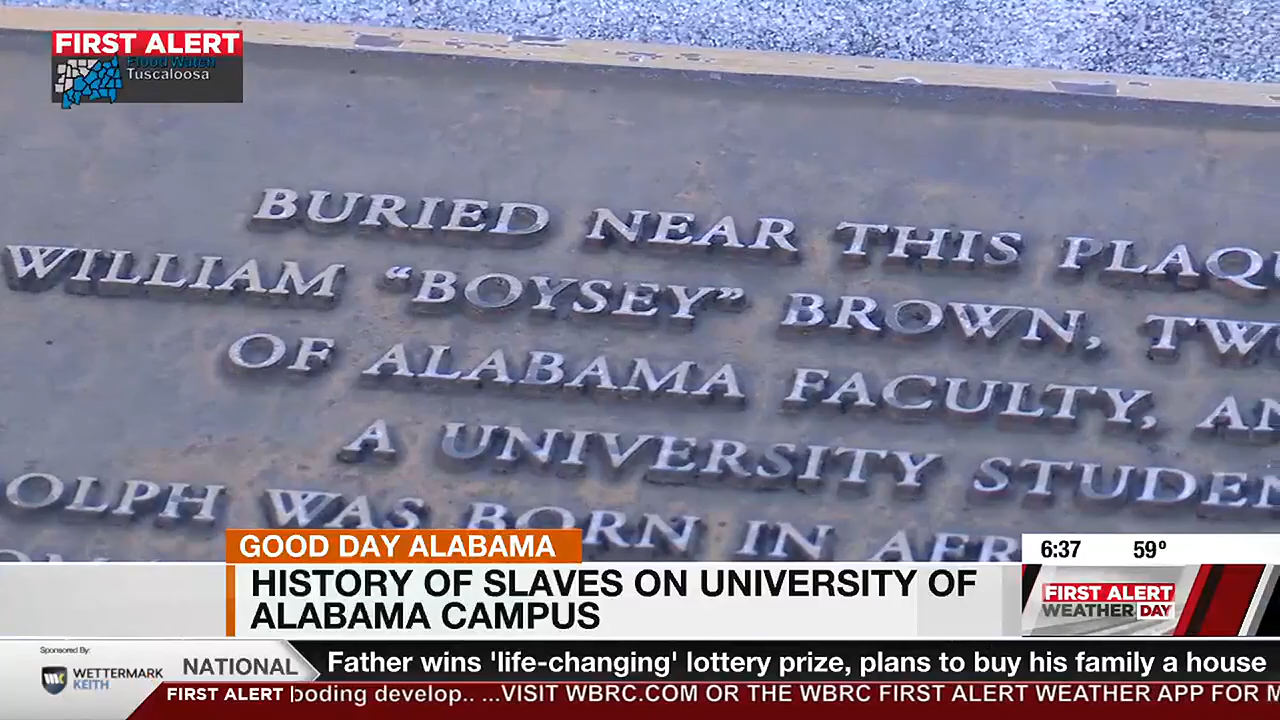 FIRST ALERT
Flood Watch
Tuscaloosa
BURIED NEAR THIS PLAQU
WILLIAM “BOYSEY” BROWN, TW
OF ALABAMA FACULTY, AN
A UNIVERSITY STUDEN
OLPH WAS BORN IN AFR
GOOD DAY ALABAMA
HISTORY OF SLAVES ON UNIVERSITY OF
ALABAMA CAMPUS
6:37 59°
FIRST ALERT
WEATHER DAY
Sponsored By:
WETTERMARK
KEITH
NATIONAL
Father wins 'life-changing' lottery prize, plans to buy his family a house
FIRST ALERT ooding develop.. ...VISIT WBRC.COM OR THE WBRC FIRST ALERT WEATHER APP FOR M